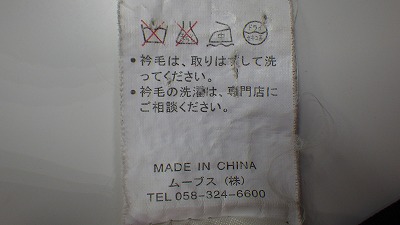 • 衿毛は、取りはずして洗
ってください。
• 衿毛の洗濯は、専門店に
ご相談ください。
MADE IN CHINA
ムーブス (株)
TEL 058-324-6600